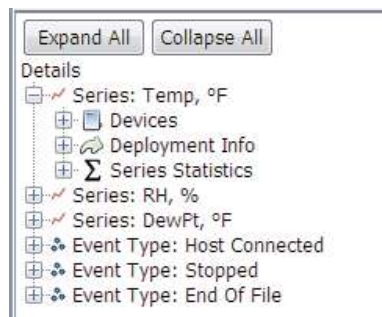 Expand All Collapse All
Details
Series: Temp, °F
Devices
Deployment Info
Σ Series Statistics
Series: RH, %
Series: DewPt, °F
Event Type: Host Connected
Event Type: Stopped
Event Type: End Of File